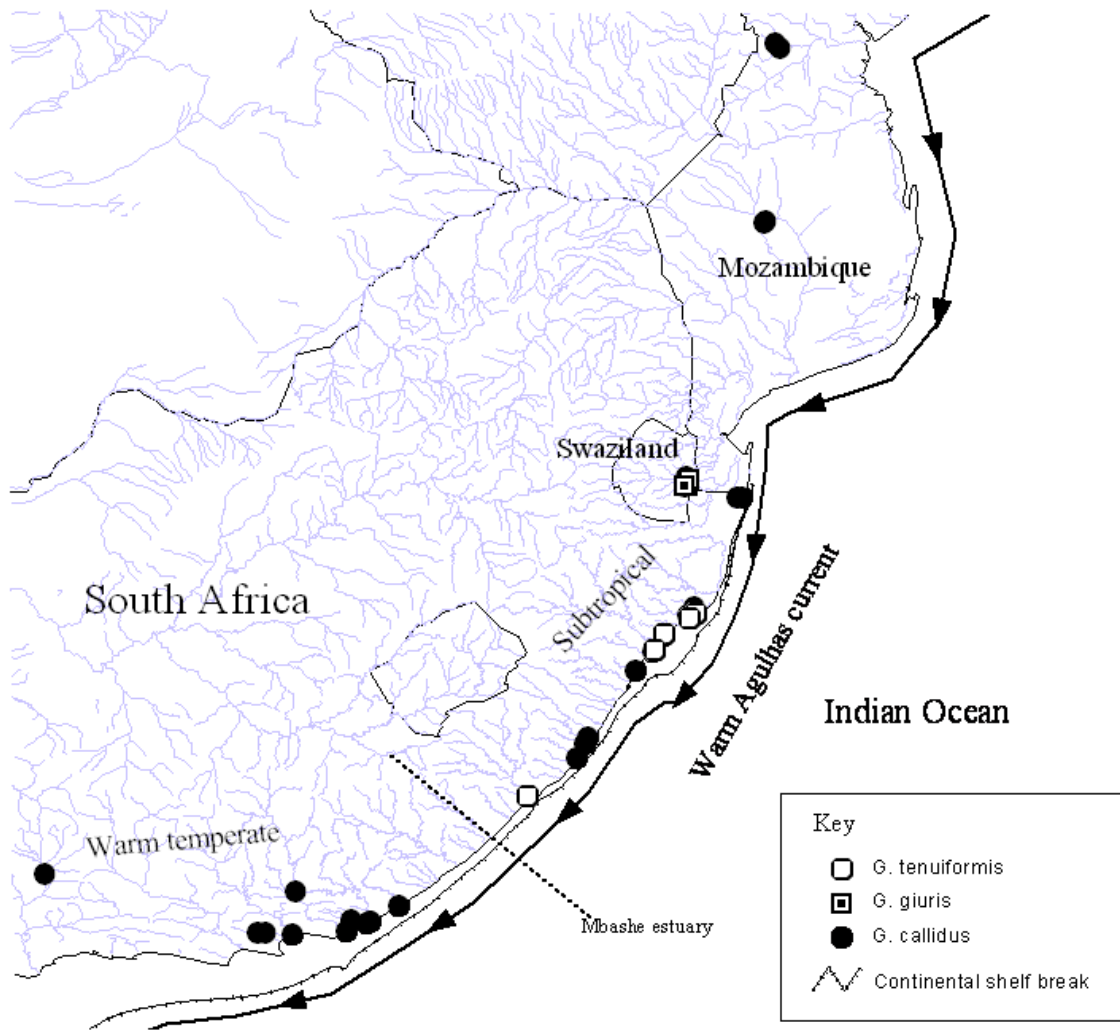 Mozambique
Swaziland
South Africa
Subtropical
Warm Agulhas current
Indian Ocean
Warm temperate
Mbashe estuary
Key
G. tenuiformis
G. giuris
G. callidus
Continental shelf break